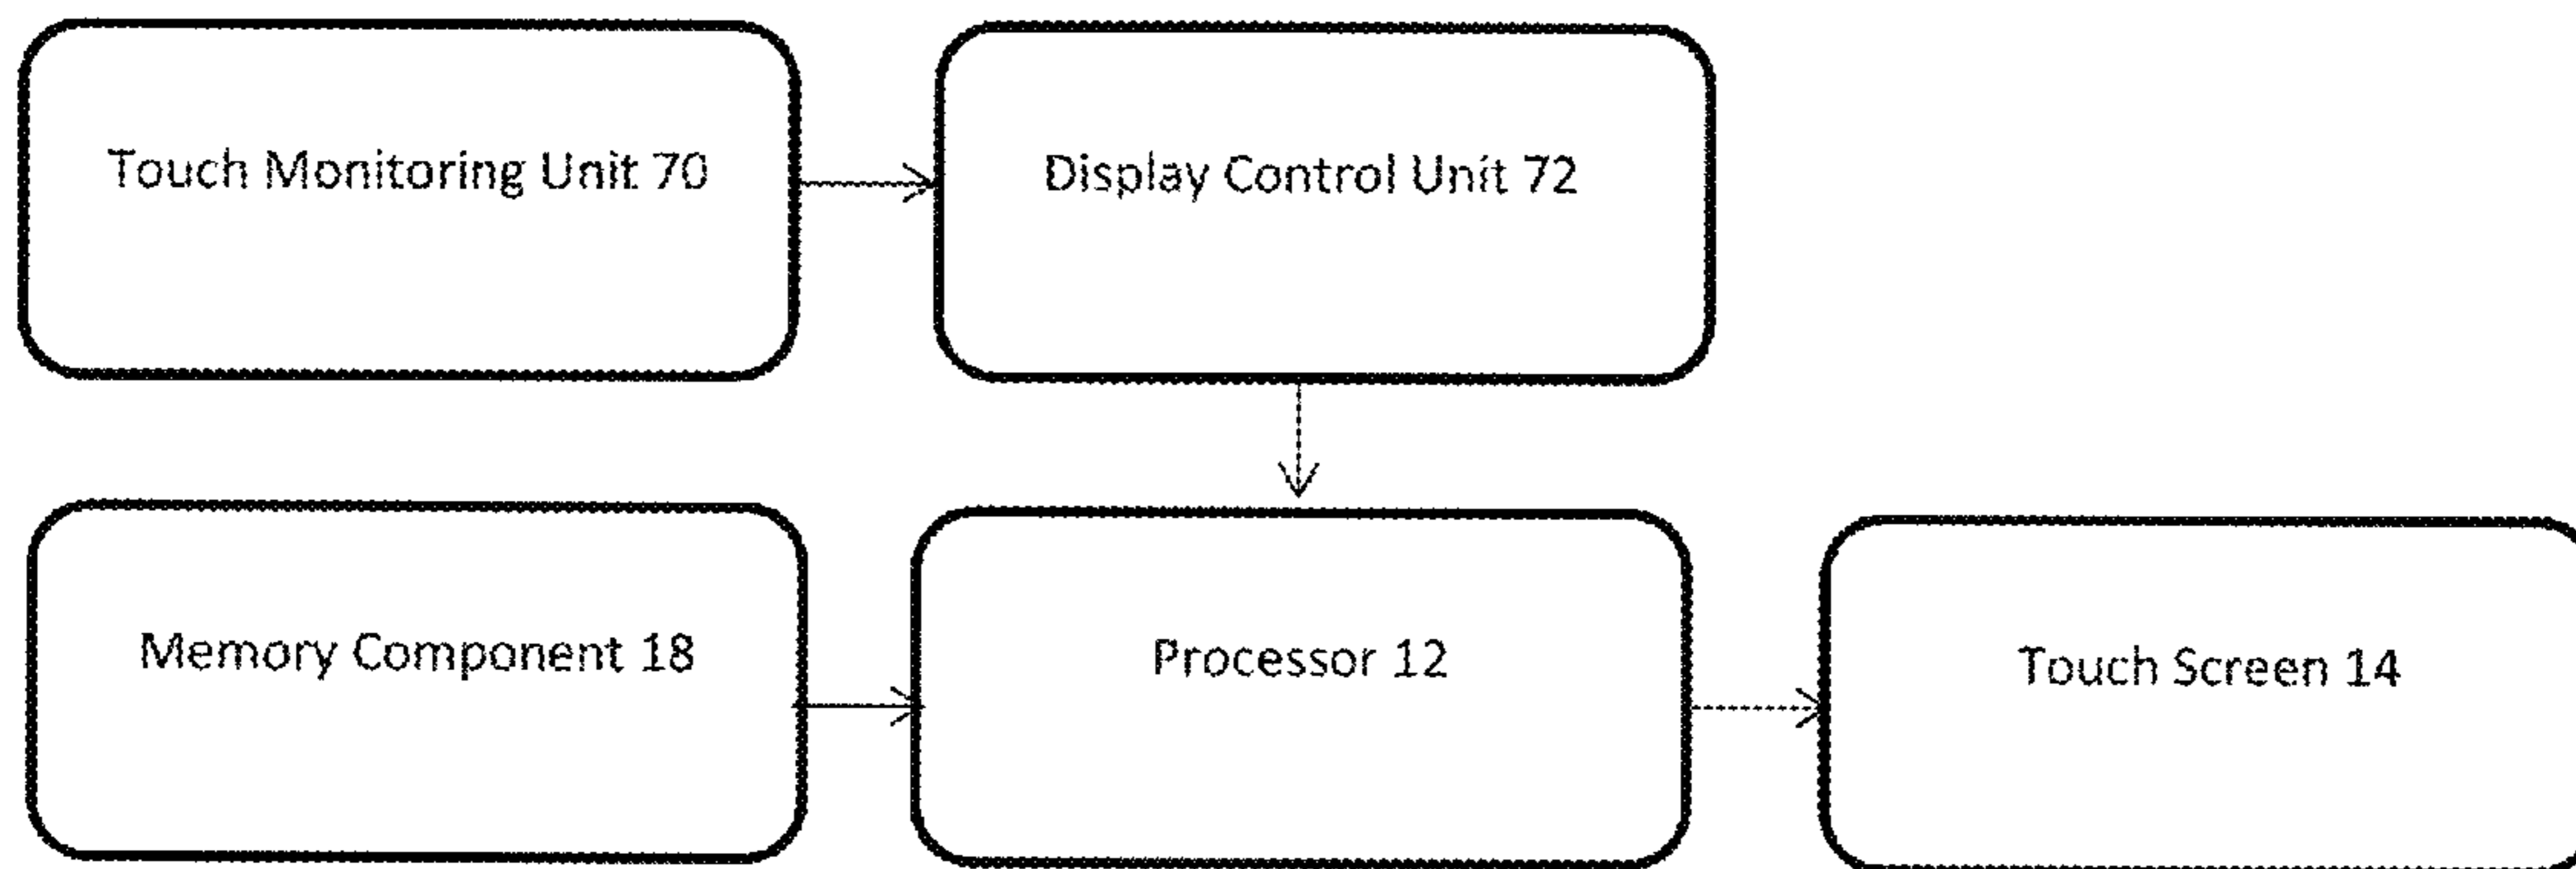 Touch Monitoring Unit 70
Display Control Unit 72
Memory Component 18
Processor 12
Touch Screen 14